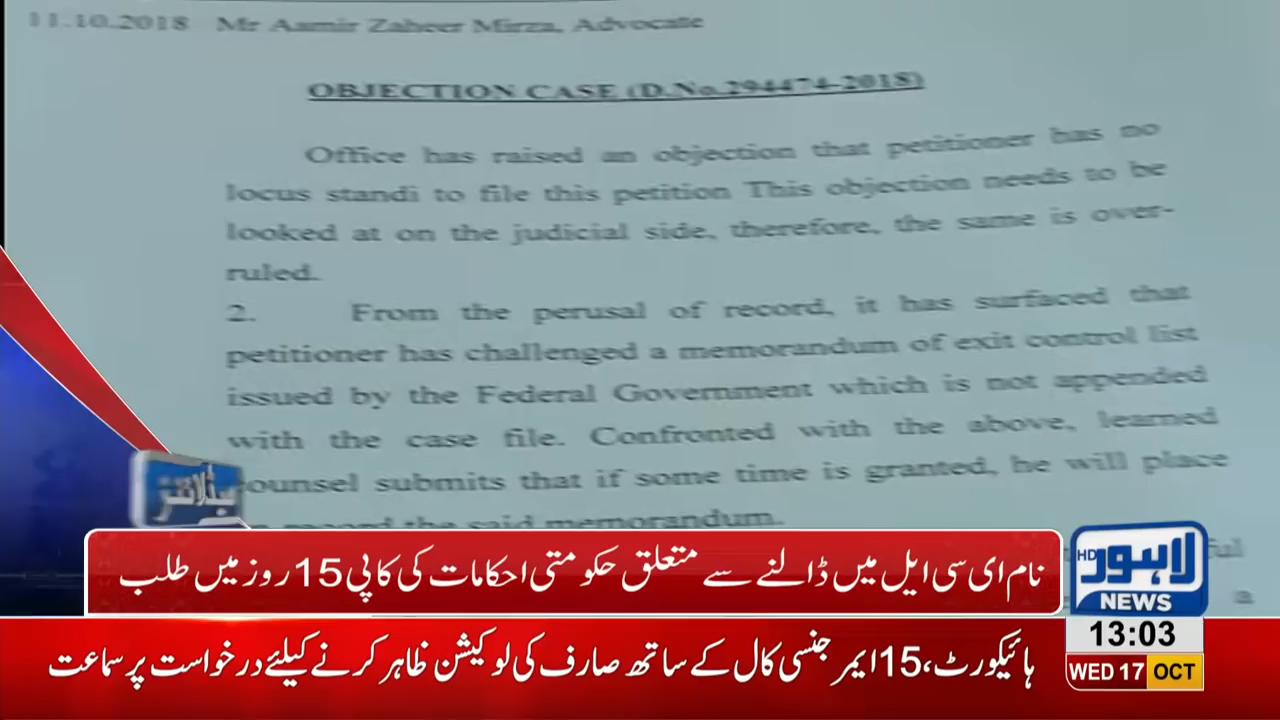 11.10.2018 Mr Aamir Zaheer Mirza, Advocate
OBJECTION CASE (D.No.294474-2018)
Office has raised an objection that petitioner has no
locus standi to file this petition This objection needs to be
looked at on the judicial side, therefore, the same is over-
ruled.
2. From the perusal of record, it has surfaced that
petitioner has challenged a memorandum of exit control list
issued by the Federal Government which is not appended
with the case file. Confronted with the above, learned
counsel submits that if some time is granted, he will place
record the said memorandum.
ہیڈلائنز
نام ای سی ایل میں ڈالنے سے متعلق حکومتی احکامات کی کاپی 15 روز میں طلب
لاہور HD
NEWS
13:03
ہائیکورٹ، 15 ایمرجنسی کال کے ساتھ صارف کی لوکیشن ظاہر کرنے کیلئے درخواست پر سماعت
WED 17 OCT